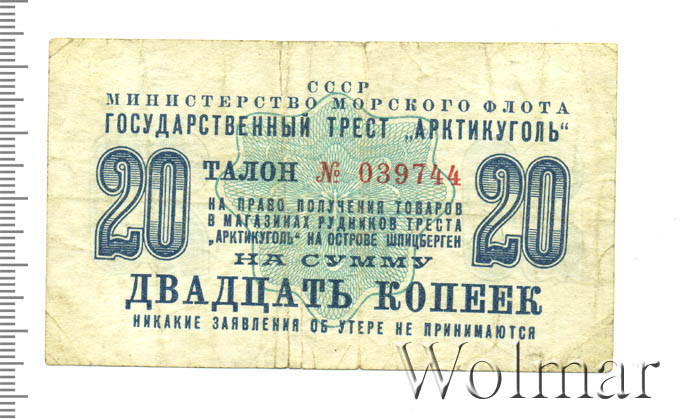 СССР
МИНИСТЕРСТВО МОРСКОГО ФЛОТА
ГОСУДАРСТВЕННЫЙ ТРЕСТ „АРКТИКУГОЛЬ“
20 ТАЛОН № 039744 20
НА ПРАВО ПОЛУЧЕНИЯ ТОВАРОВ
В МАГАЗИНАХ РУДНИКОВ ТРЕСТА
„АРКТИКУГОЛЬ“ НА ОСТРОВЕ ШПИЦБЕРГЕН
НА СУММУ
ДВАДЦАТЬ КОПЕЕК
НИКАКИЕ ЗАЯВЛЕНИЯ ОБ УТЕРЕ НЕ ПРИНИМАЮТСЯ
Wolmar